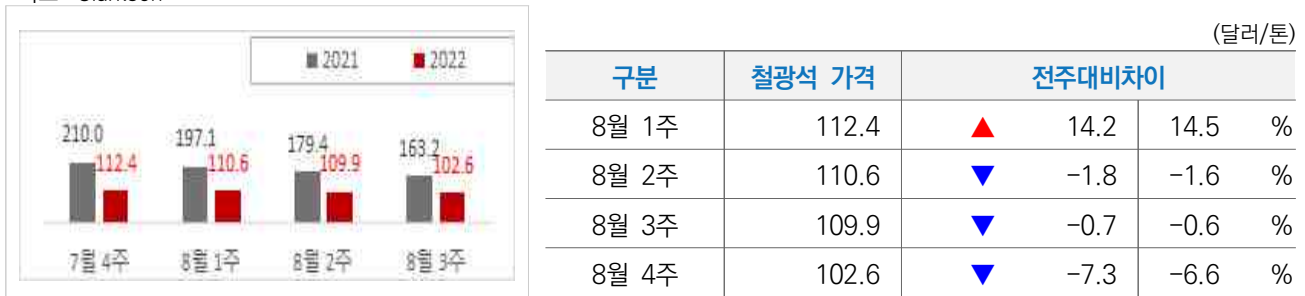 ■ 2021 ■ 2022
210.0 197.1 179.4 163.2
112.4 110.6 109.9 102.6
7월 4주 8월 1주 8월 2주 8월 3주
(달러/톤)
구분 철광석 가격 전주대비차이
8월 1주 112.4 ▲ 14.2 14.5 %
8월 2주 110.6 ▼ -1.8 -1.6 %
8월 3주 109.9 ▼ -0.7 -0.6 %
8월 4주 102.6 ▼ -7.3 -6.6 %